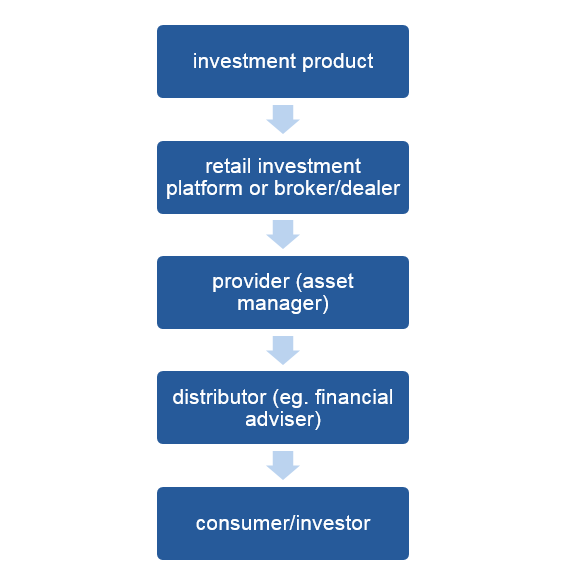 investment product
retail investment
platform or broker/dealer
provider (asset
manager)
distributor (eg. financial
adviser)
consumer/investor